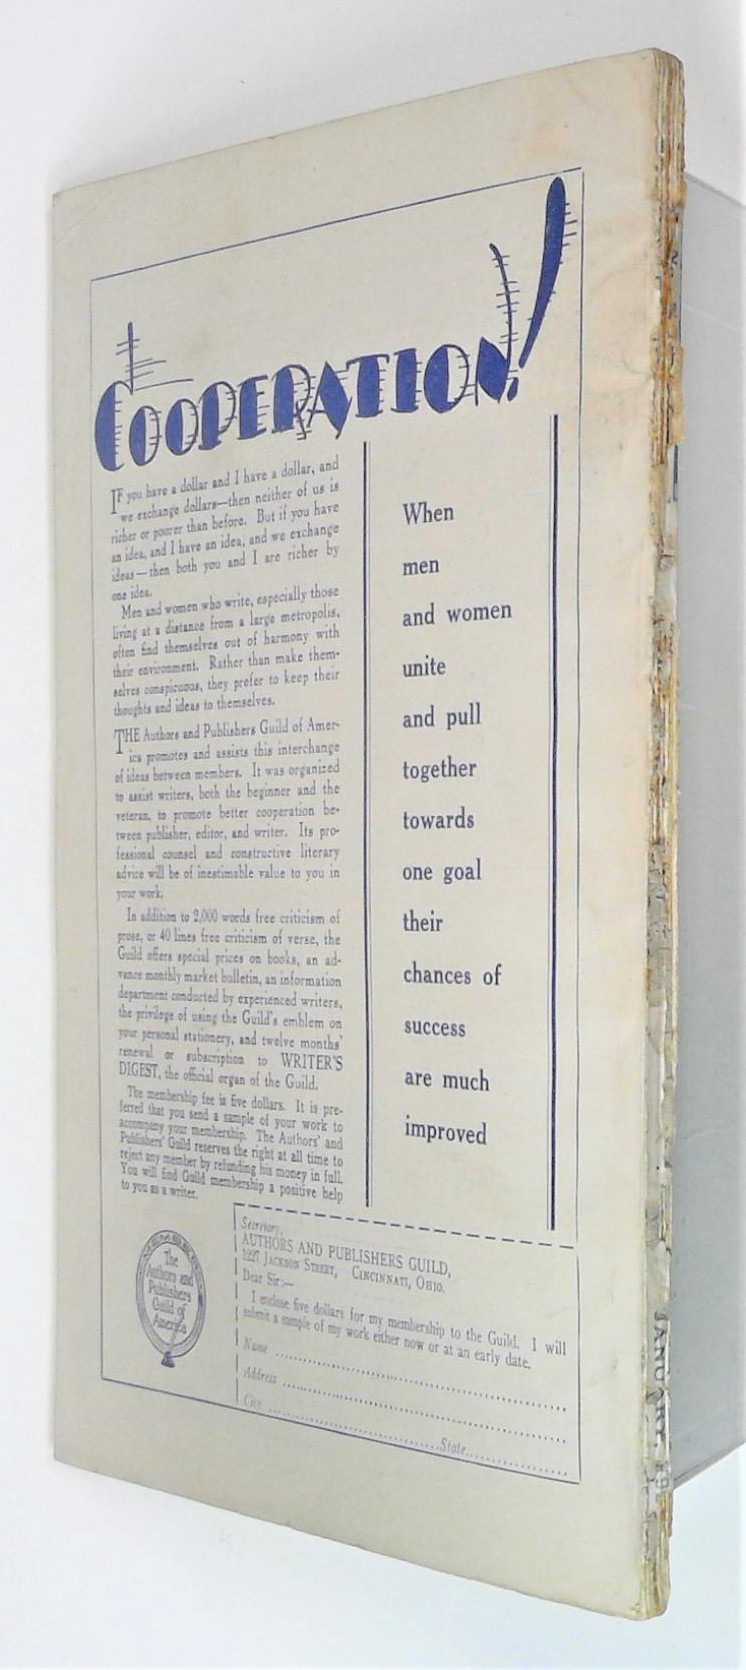 COOPERATION!
IF you have a dollar and I have a dollar, and
we exchange dollars—then neither of us is
richer or poorer than before. But if you have
an idea, and I have an idea, and we exchange
ideas—then both you and I are richer by
one idea.
Men and women who write, especially those
living at a distance from a large metropolis,
often find themselves out of harmony with
their environment. Rather than make them-
selves conspicuous, they prefer to keep their
thoughts and ideas to themselves.
THE Authors and Publishers Guild of Amer-
ica promotes and assists this interchange
of ideas between members. It was organized
to assist writers, both the beginner and the
veteran, to promote better cooperation be-
tween publisher, editor, and writer. Its pro-
fessional counsel and constructive literary
advice will be of inestimable value to you in
your work.
In addition to 2,000 words free criticism of
prose, or 40 lines free criticism of verse, the
Guild offers special prices on books, an ad-
vance monthly market bulletin, an information
department conducted by experienced writers,
the privilege of using the Guild's emblem on
your personal stationery, and twelve months'
renewal or subscription to WRITER'S
DIGEST, the official organ of the Guild.
The membership fee is five dollars. It is pre-
ferred that you send a sample of your work to
accompany your membership. The Authors' and
Publishers' Guild reserves the right at all time to
reject any member by refunding his money in full.
You will find Guild membership a positive help
to you as a writer.
When
men
and women
unite
and pull
together
towards
one goal
their
chances of
success
are much
improved
MEMBER
The
Authors and
Publishers
Guild of
America
Secretary,
AUTHORS AND PUBLISHERS GUILD,
1227 JACKSON STREET, CINCINNATI, OHIO.
Dear Sir:—
I enclose five dollars for my membership to the Guild. I will
submit a sample of my work either now or at an early date.
Name
Address
City State
JANUARY,